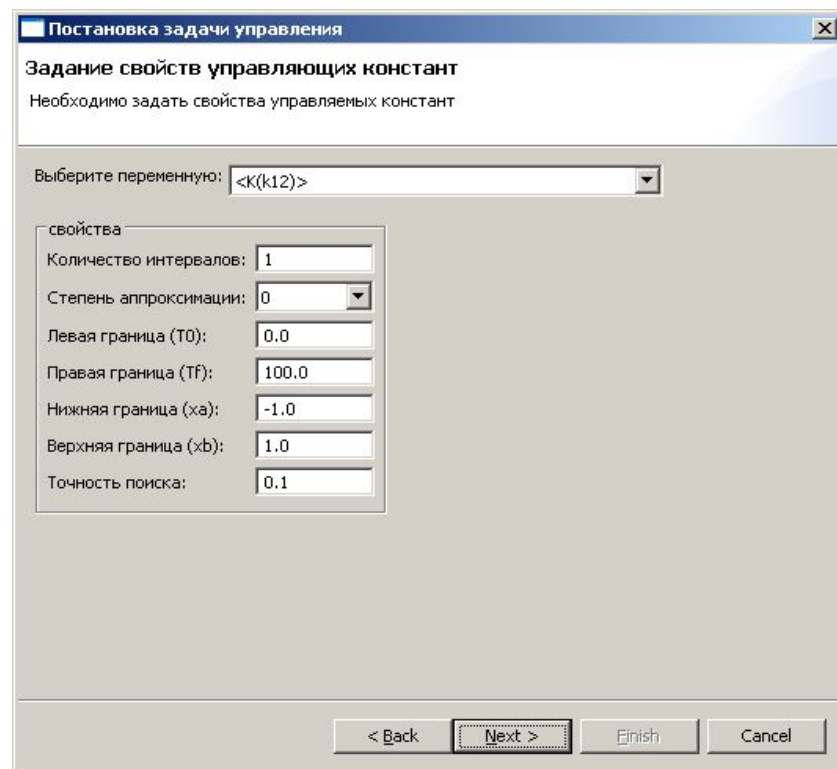 Постановка задачи управления
Задание свойств управляющих констант
Необходимо задать свойства управляемых констант
Выберите переменную: <K(k12)>
свойства
Количество интервалов: 1
Степень аппроксимации: 0
Левая граница (T0): 0.0
Правая граница (Tf): 100.0
Нижняя граница (xa): -1.0
Верхняя граница (xb): 1.0
Точность поиска: 0.1
< Back Next > Finish Cancel